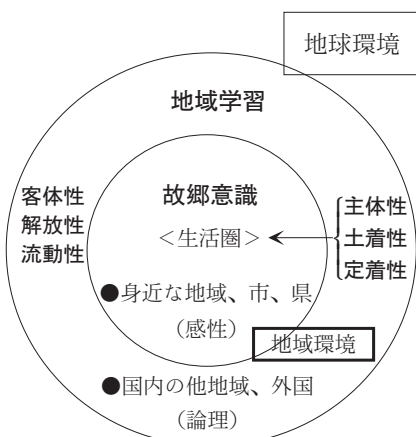 地球環境
地域学習
客体性
解放性
流動性
故郷意識
＜生活圏＞
主体性
土着性
定着性
●身近な地域、市、県
（感性）
地域環境
●国内の他地域、外国
（論理）